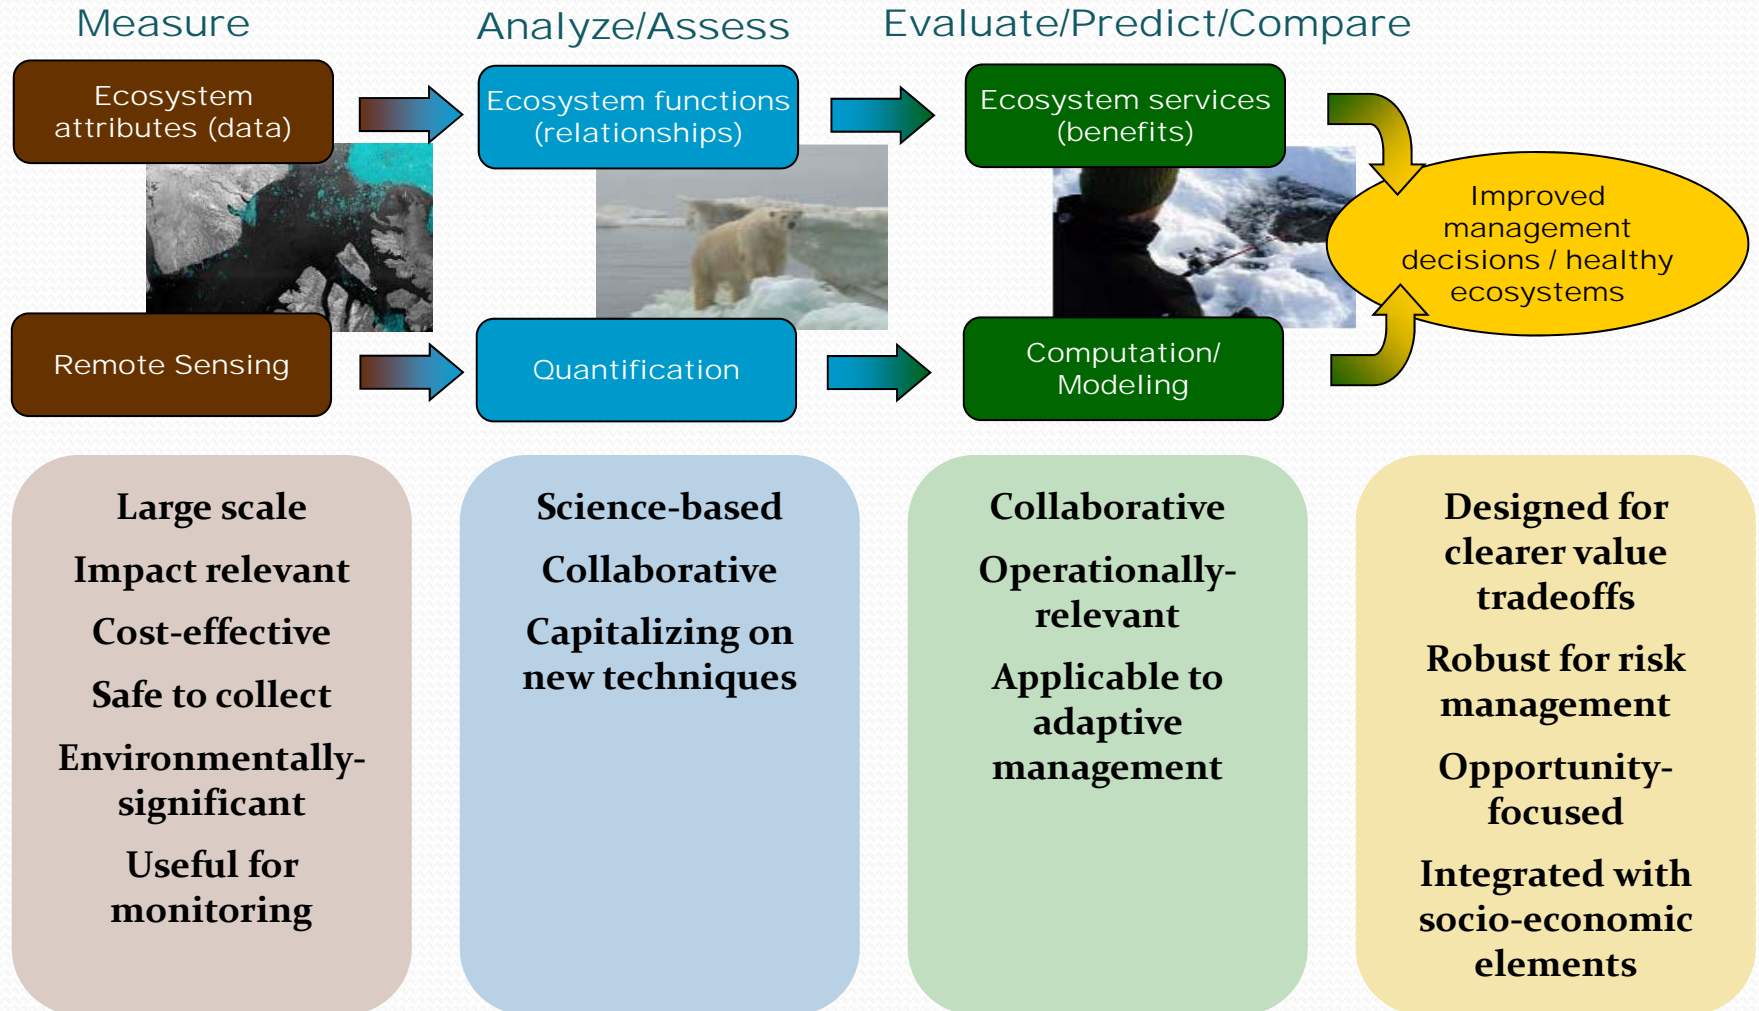 Measure
Analyze/Assess
Evaluate/Predict/Compare
Ecosystem
attributes (data)
Ecosystem functions
(relationships)
Ecosystem services
(benefits)
Improved
management
decisions / healthy
ecosystems
Remote Sensing
Quantification
Computation/
Modeling
Large scale
Impact relevant
Cost-effective
Safe to collect
Environmentally-
significant
Useful for
monitoring
Science-based
Collaborative
Capitalizing on
new techniques
Collaborative
Operationally-
relevant
Applicable to
adaptive
management
Designed for
clearer value
tradeoffs
Robust for risk
management
Opportunity-
focused
Integrated with
socio-economic
elements